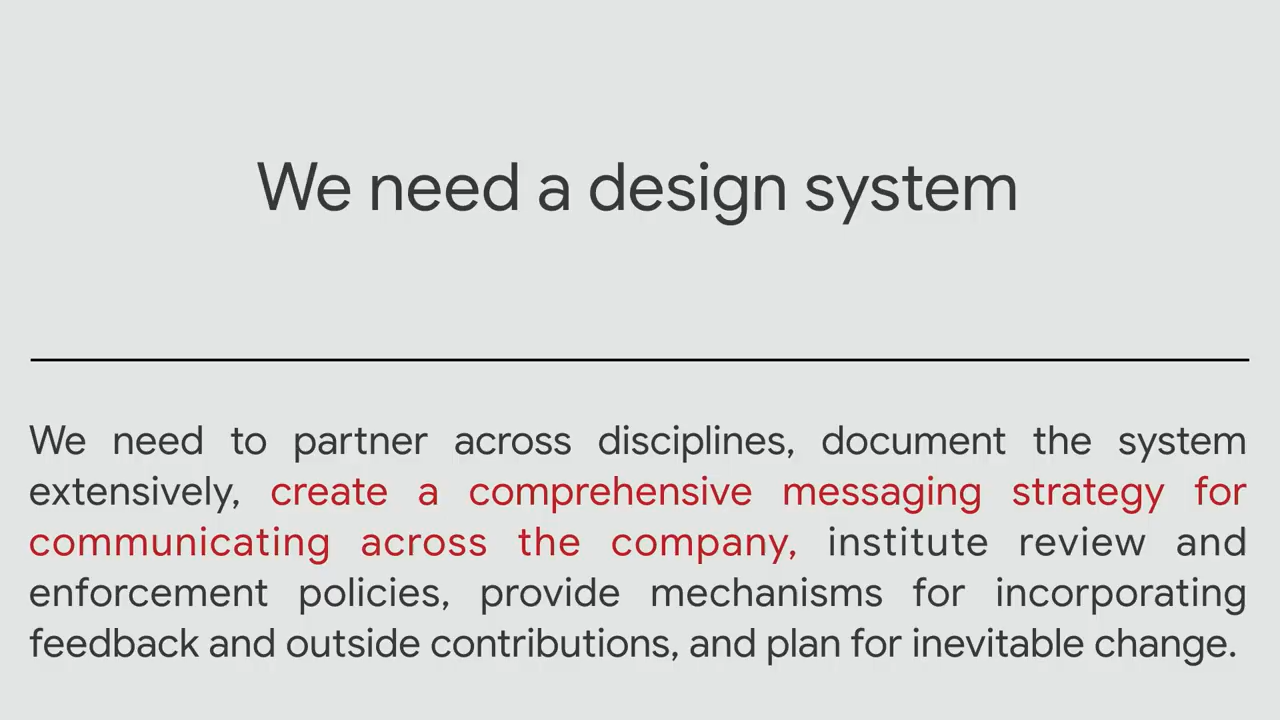 We need a design system
We need to partner across disciplines, document the system
extensively, create a comprehensive messaging strategy for
communicating across the company, institute review and
enforcement policies, provide mechanisms for incorporating
feedback and outside contributions, and plan for inevitable change.